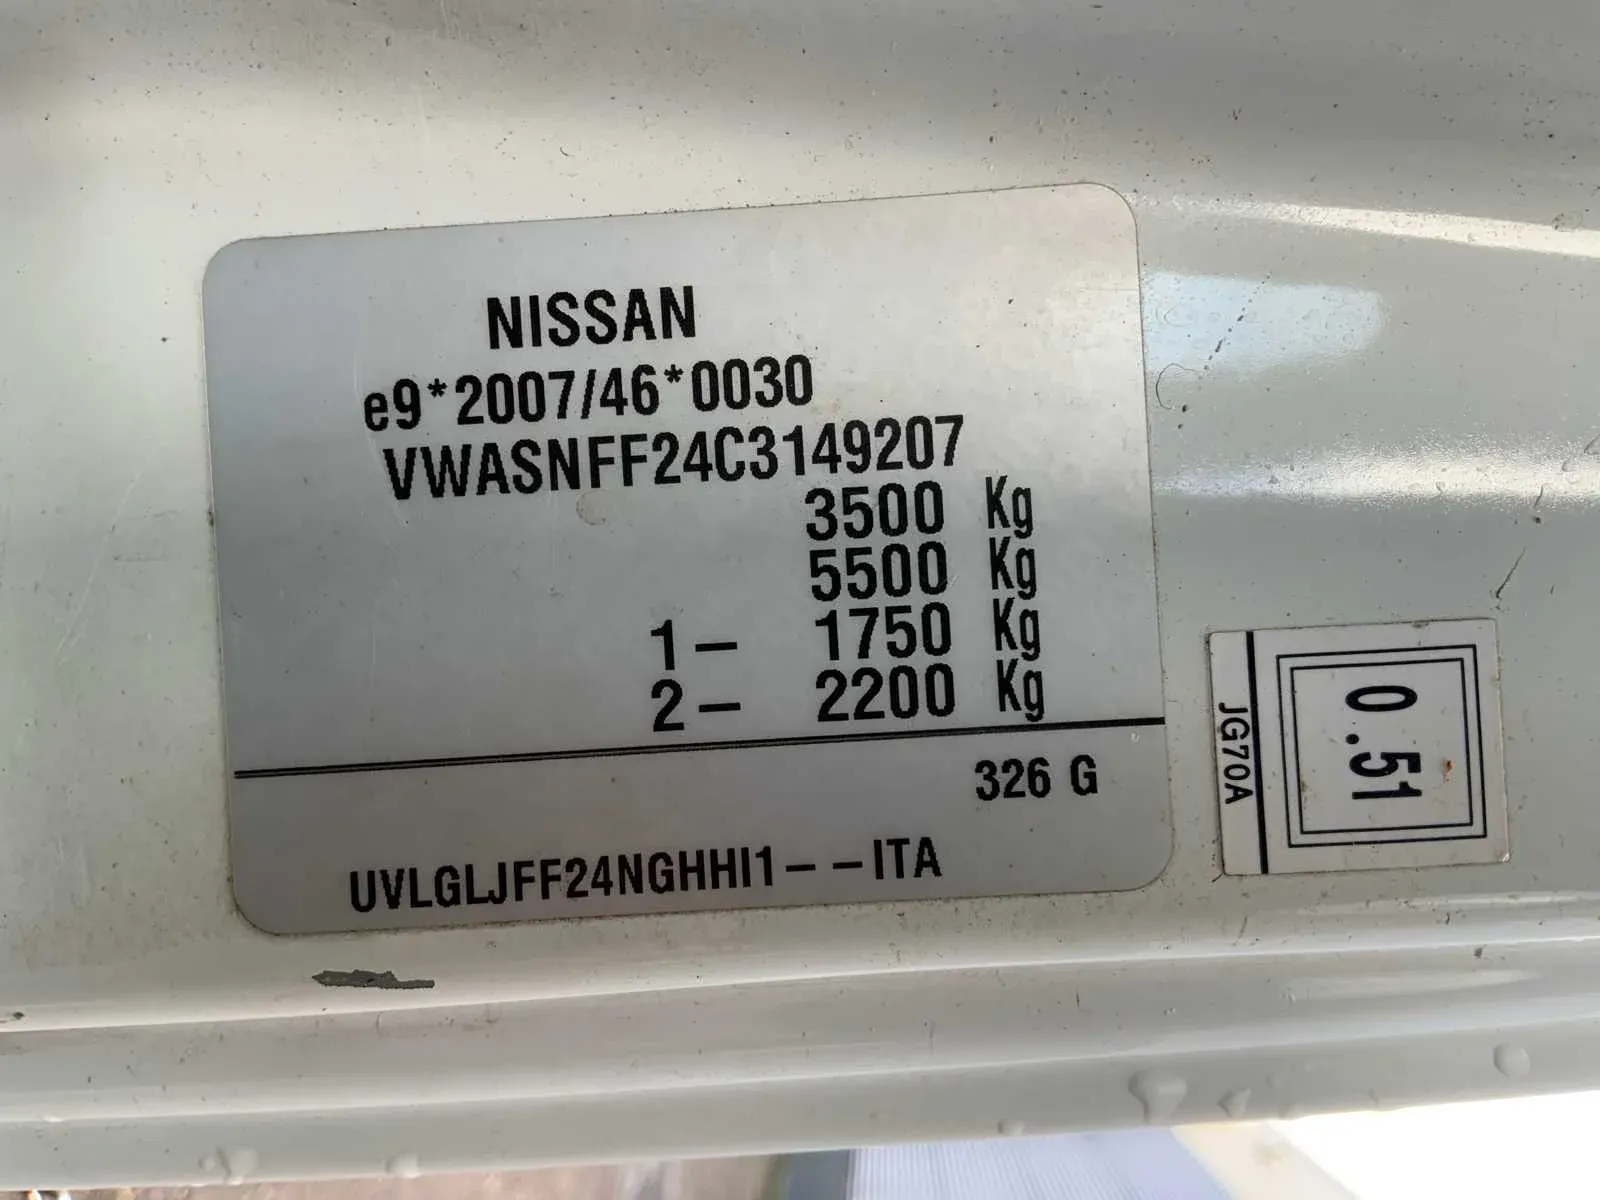 NISSAN
e9*2007/46*0030
VWASNFF24C3149207
3500 Kg
5500 Kg
1 – 1750 Kg
2 – 2200 Kg
326 G
UVLGLJFF24NGHHI1 – – ITA
0.51
JG70A